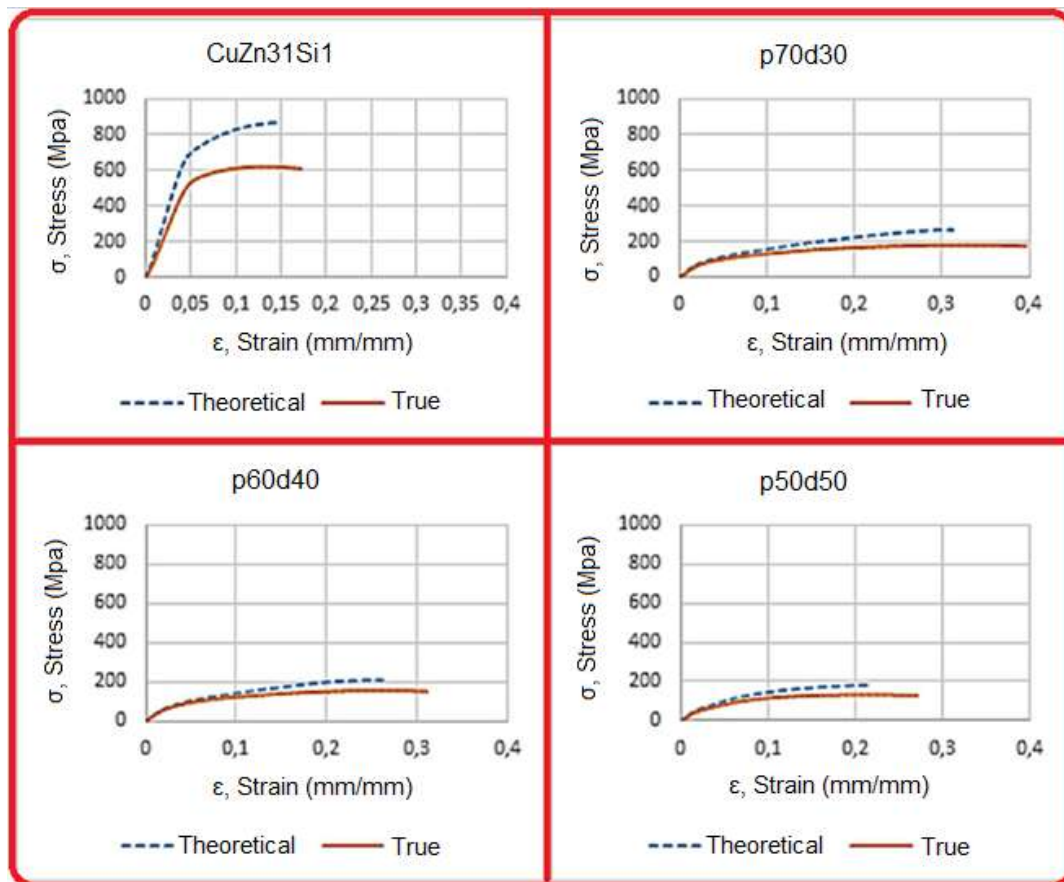 CuZn31Si1
σ, Stress (Mpa)
1000
800
600
400
200
0
0 0,05 0,1 0,15 0,2 0,25 0,3 0,35 0,4
ε, Strain (mm/mm)
Theoretical True
p70d30
σ, Stress (Mpa)
1000
800
600
400
200
0
0 0,1 0,2 0,3 0,4
ε, Strain (mm/mm)
Theoretical True
p60d40
σ, Stress (Mpa)
1000
800
600
400
200
0
0 0,1 0,2 0,3 0,4
ε, Strain (mm/mm)
Theoretical True
p50d50
σ, Stress (Mpa)
1000
800
600
400
200
0
0 0,1 0,2 0,3 0,4
ε, Strain (mm/mm)
Theoretical True